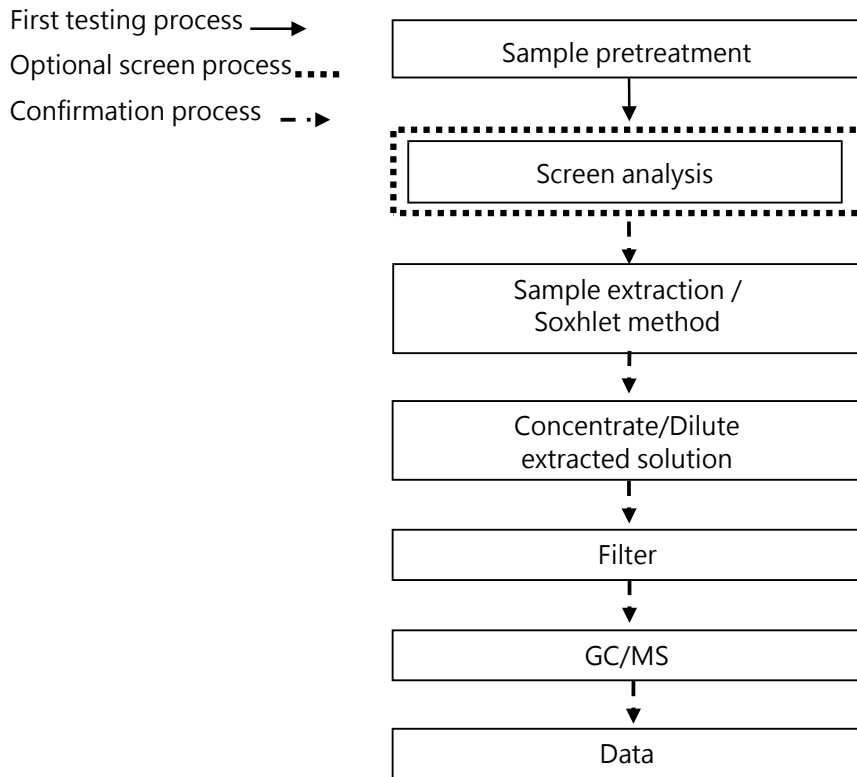 First testing process
Optional screen process
Confirmation process
Sample pretreatment
Screen analysis
Sample extraction /
Soxhlet method
Concentrate/Dilute
extracted solution
Filter
GC/MS
Data